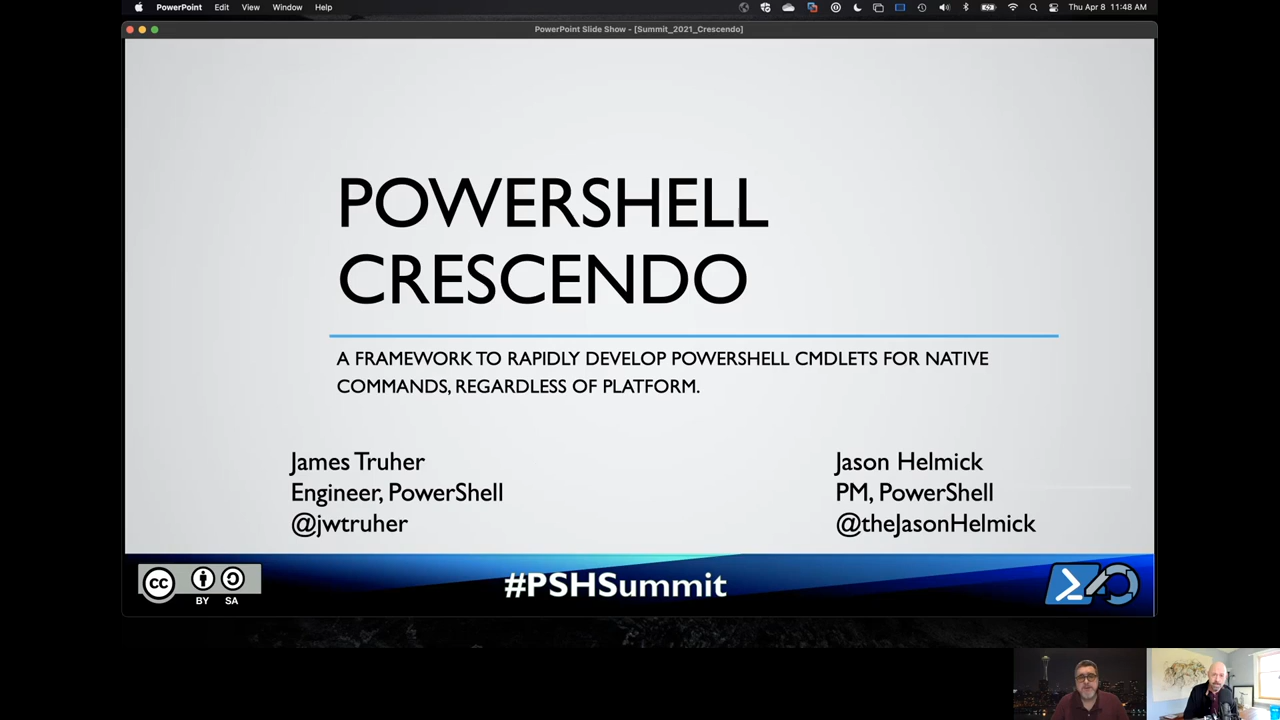 PowerPoint Edit View Window Help Thu Apr 8 11:48 AM
PowerPoint Slide Show - [Summit_2021_Crescendo]
POWERSHELL
CRESCENDO
A FRAMEWORK TO RAPIDLY DEVELOP POWERSHELL CMDLETS FOR NATIVE
COMMANDS, REGARDLESS OF PLATFORM.
James Truher
Engineer, PowerShell
@jwtruher
Jason Helmick
PM, PowerShell
@theJasonHelmick
CC BY SA
#PSHSummit